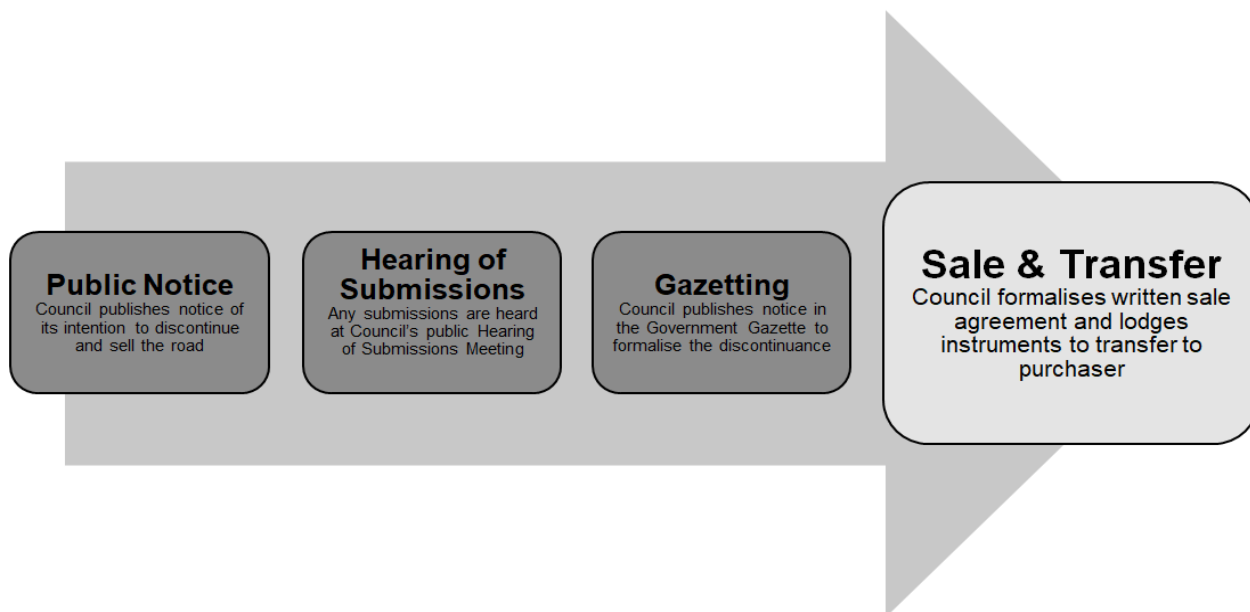 Public Notice
Council publishes notice of
its intention to discontinue
and sell the road
Hearing of
Submissions
Any submissions are heard
at Council's public Hearing
of Submissions Meeting
Gazetting
Council publishes notice in
the Government Gazette to
formalise the discontinuance
Sale & Transfer
Council formalises written sale
agreement and lodges
instruments to transfer to
purchaser